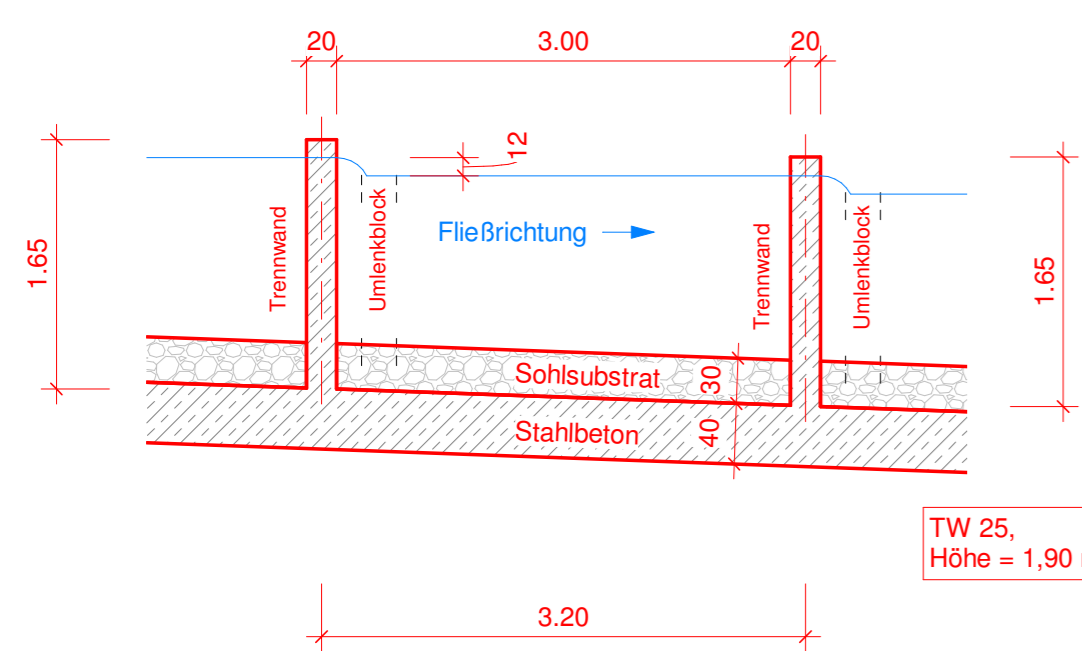 20
3.00
20
12
1.65
Trennwand
Umlenkblock
Fließrichtung
Trennwand
Umlenkblock
1.65
Sohlsubstrat
30
Stahlbeton
40
TW 25,
Höhe = 1,90
3.20